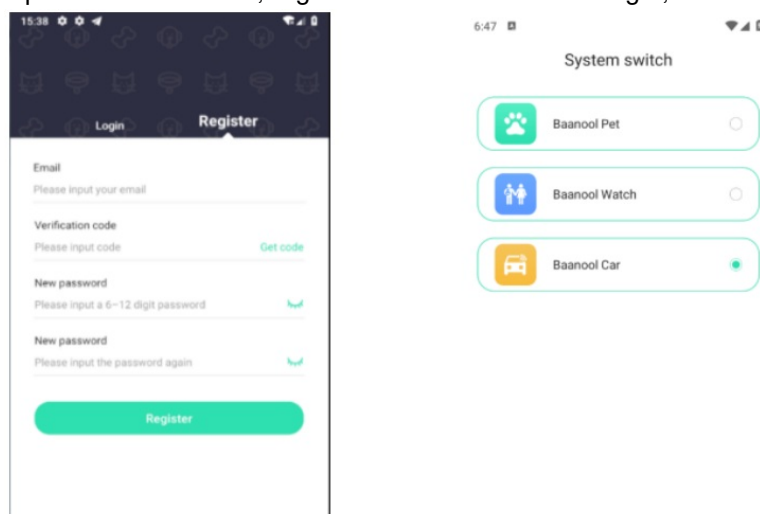 15:38
Login Register
Email
Please input your email
Verification code
Please input code Get code
New password
Please input a 6-12 digit password
New password
Please input the password again
Register
6:47
System switch
Baanool Pet
Baanool Watch
Baanool Car